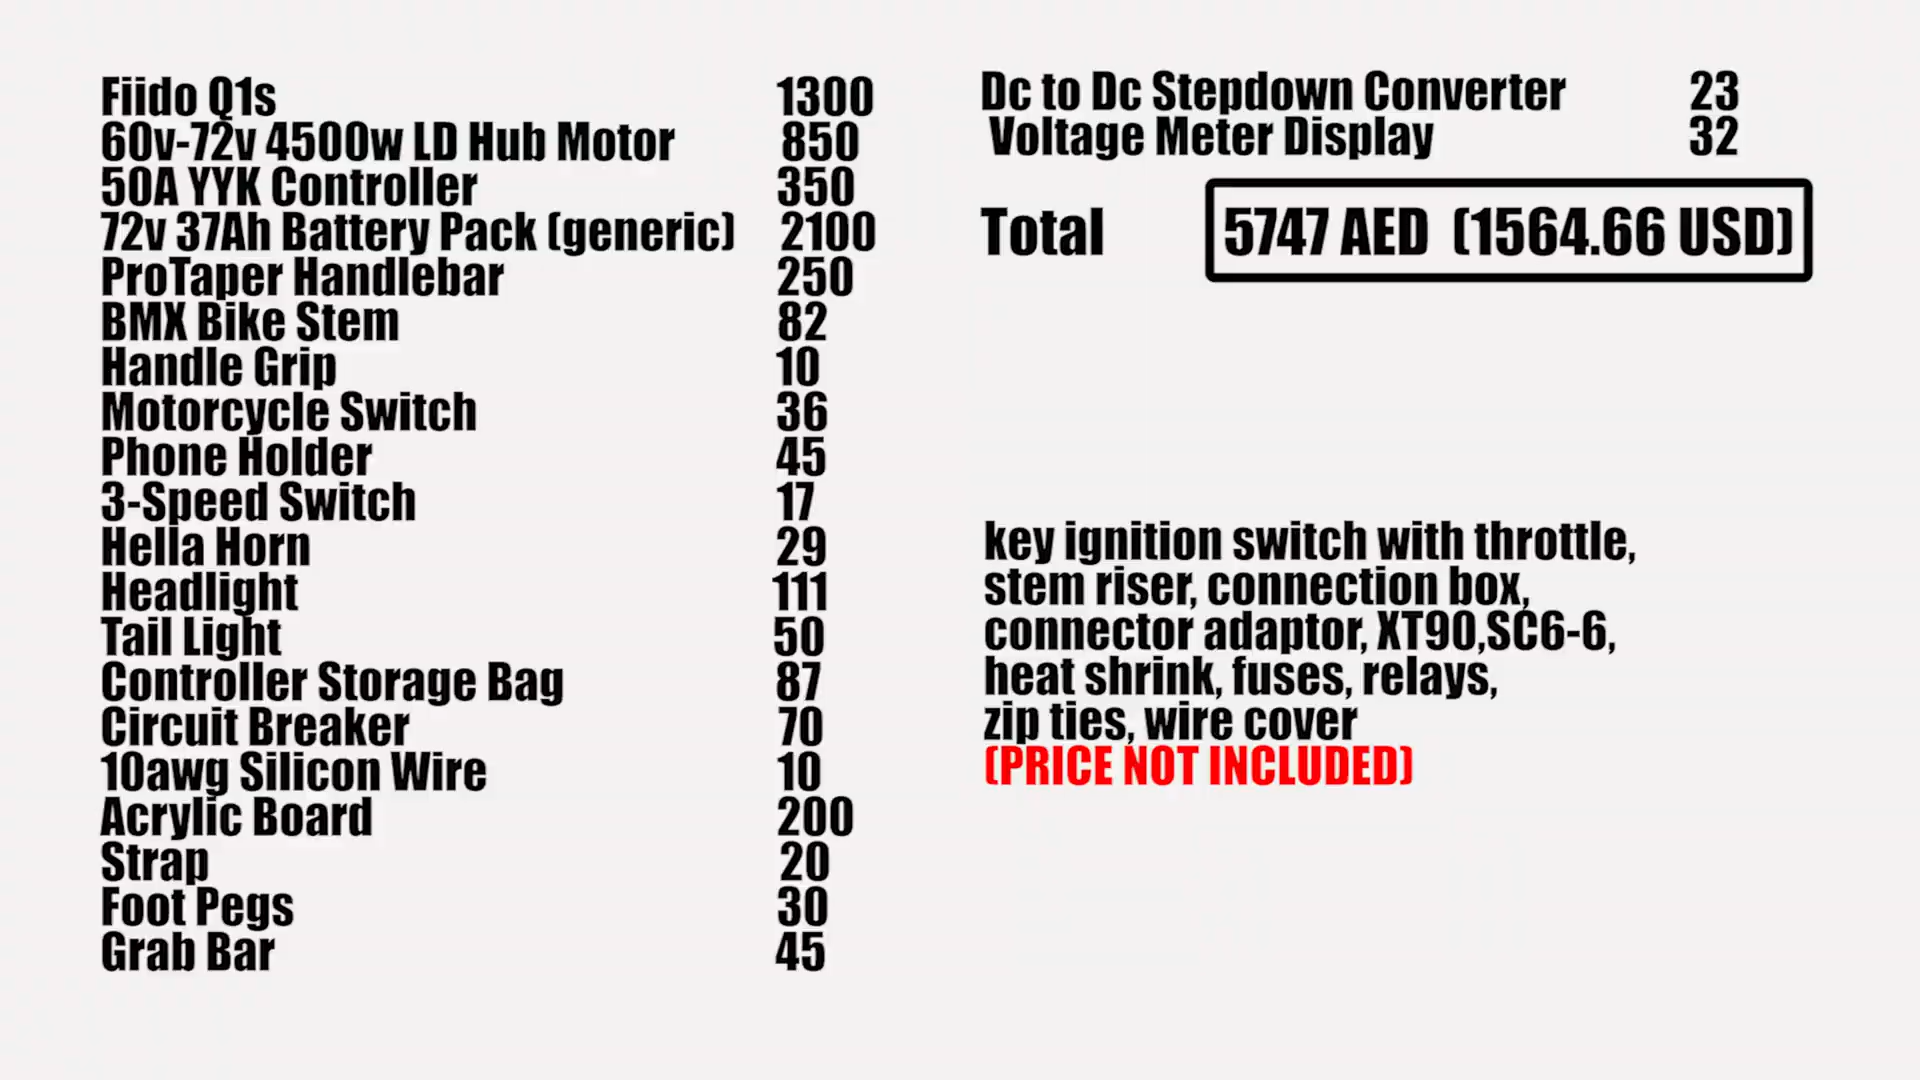 Fiido Q1s 1300
60v-72v 4500w LD Hub Motor 850
50A YYK Controller 350
72v 37Ah Battery Pack (generic) 2100
ProTaper Handlebar 250
BMX Bike Stem 82
Handle Grip 10
Motorcycle Switch 36
Phone Holder 45
3-Speed Switch 17
Hella Horn 29
Headlight 111
Tail Light 50
Controller Storage Bag 87
Circuit Breaker 70
10awg Silicon Wire 10
Acrylic Board 200
Strap 20
Foot Pegs 30
Grab Bar 45
Dc to Dc Stepdown Converter 23
Voltage Meter Display 32
Total 5747 AED (1564.66 USD)
key ignition switch with throttle,
stem riser, connection box,
connector adaptor, XT90,SC6-6,
heat shrink, fuses, relays,
zip ties, wire cover
(PRICE NOT INCLUDED)